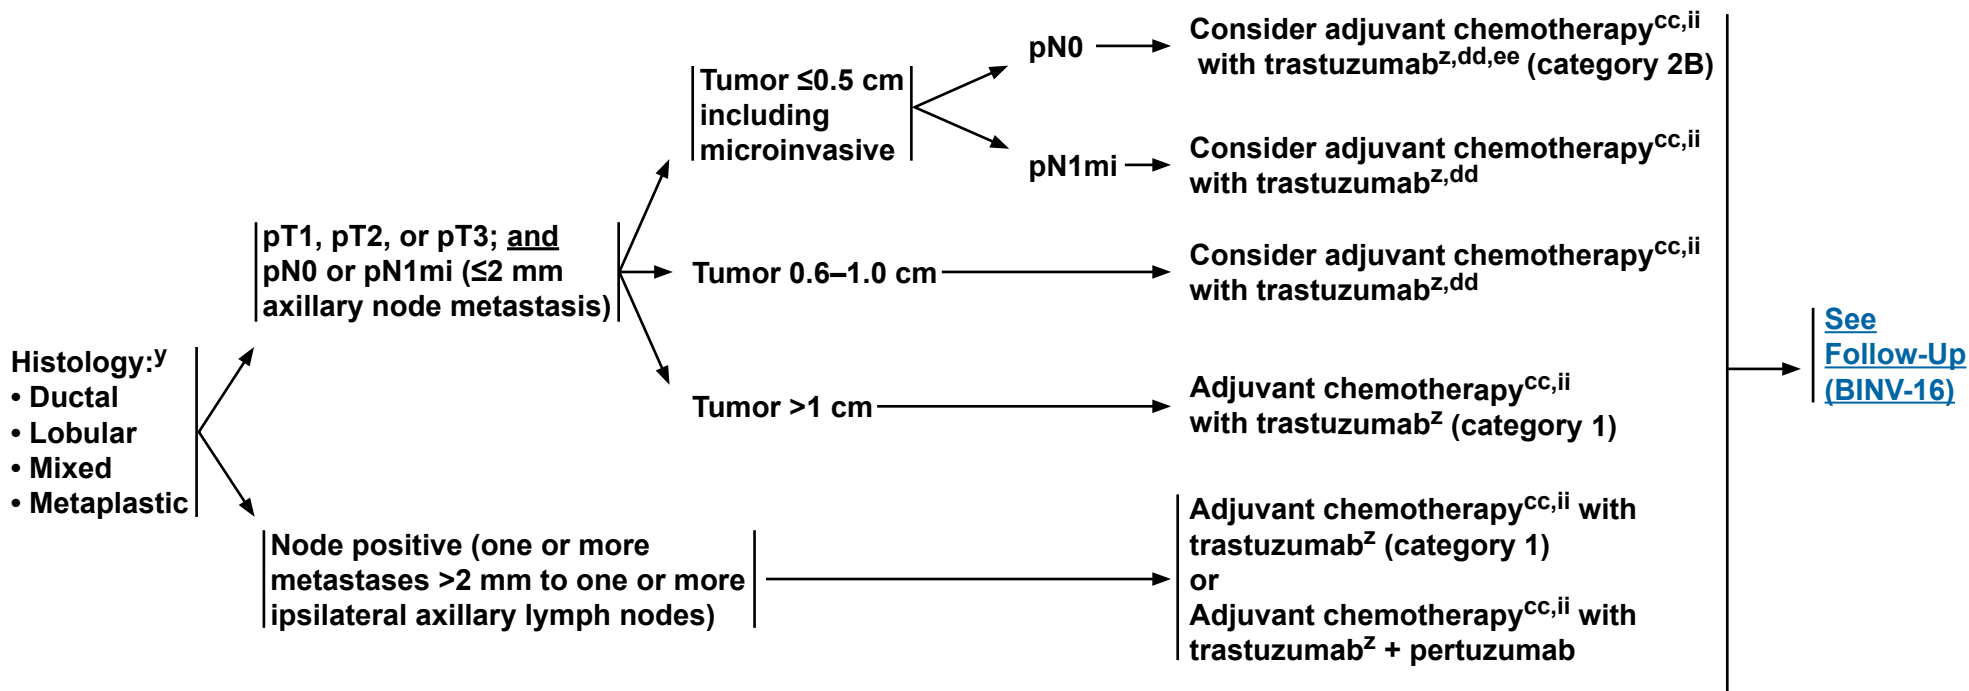 Histology:y
• Ductal
• Lobular
• Mixed
• Metaplastic
pT1, pT2, or pT3; and
pN0 or pN1mi (≤2 mm
axillary node metastasis)
Tumor ≤0.5 cm
including
microinvasive
pN0
Consider adjuvant chemotherapycc,ii
with trastuzumabz,dd,ee (category 2B)
pN1mi
Consider adjuvant chemotherapycc,ii
with trastuzumabz,dd
Tumor 0.6–1.0 cm
Consider adjuvant chemotherapycc,ii
with trastuzumabz,dd
Tumor >1 cm
Adjuvant chemotherapycc,ii
with trastuzumabz (category 1)
Node positive (one or more
metastases >2 mm to one or more
ipsilateral axillary lymph nodes)
Adjuvant chemotherapycc,ii with
trastuzumabz (category 1)
or
Adjuvant chemotherapycc,ii with
trastuzumabz + pertuzumab
See
Follow-Up
(BINV-16)